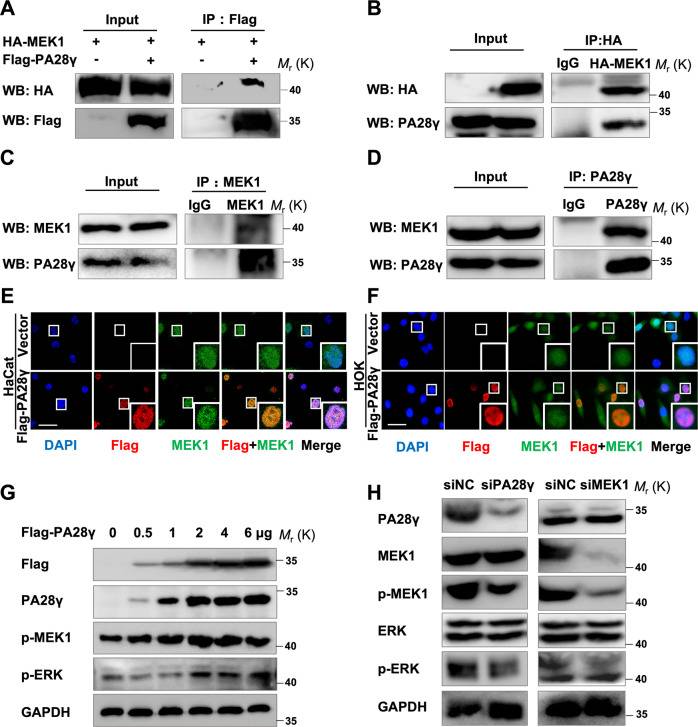 A
Input
IP : Flag
HA-MEK1 + + + +
Flag-PA28γ - + - +
Mr (K)
WB: HA
40
WB: Flag
35
B
Input
IP:HA
IgG HA-MEK1 Mr (K)
WB: HA
40
WB: PA28γ
35
C
Input
IP : MEK1
IgG MEK1 Mr (K)
WB: MEK1
40
WB: PA28γ
35
D
Input
IP: PA28γ
IgG PA28γ Mr (K)
WB: MEK1
40
WB: PA28γ
35
E
HaCat
Vector
Flag-PA28γ
DAPI Flag MEK1 Flag+MEK1 Merge
F
HOK
Vector
Flag-PA28γ
DAPI Flag MEK1 Flag+MEK1 Merge
G
Flag-PA28γ 0 0.5 1 2 4 6 μg Mr (K)
Flag 35
PA28γ 35
p-MEK1 40
p-ERK 40
GAPDH 35
H
siNC siPA28γ siNC siMEK1 Mr (K)
PA28γ 35
MEK1 40
p-MEK1 40
ERK 40
p-ERK 40
GAPDH 35